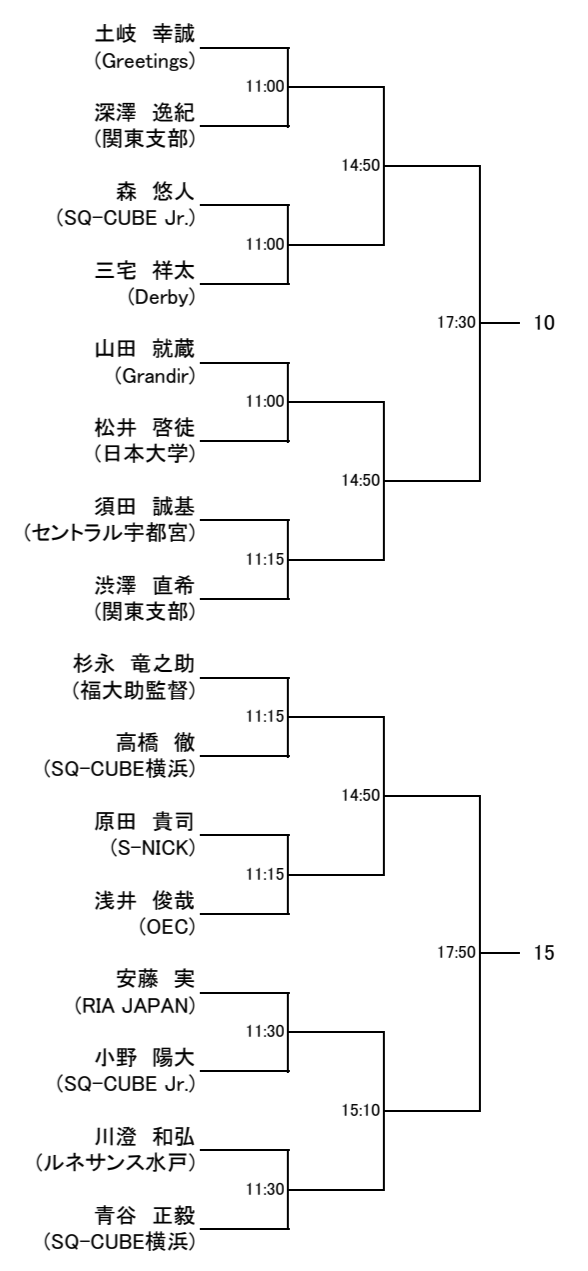 土岐　幸誠
(Greetings)
11:00
深澤　逸紀
(関東支部)
14:50
森　悠人
(SQ-CUBE Jr.)
11:00
三宅　祥太
(Derby)
17:30
10
山田　就蔵
(Grandir)
11:00
松井　啓徒
(日本大学)
14:50
須田　誠基
(セントラル宇都宮)
11:15
渋澤　直希
(関東支部)
杉永　竜之助
(福大助監督)
11:15
高橋　徹
(SQ-CUBE横浜)
14:50
原田　貴司
(S-NICK)
11:15
浅井　俊哉
(OEC)
17:50
15
安藤　実
(RIA JAPAN)
11:30
小野　陽大
(SQ-CUBE Jr.)
15:10
川澄　和弘
(ルネサンス水戸)
11:30
青谷　正毅
(SQ-CUBE横浜)